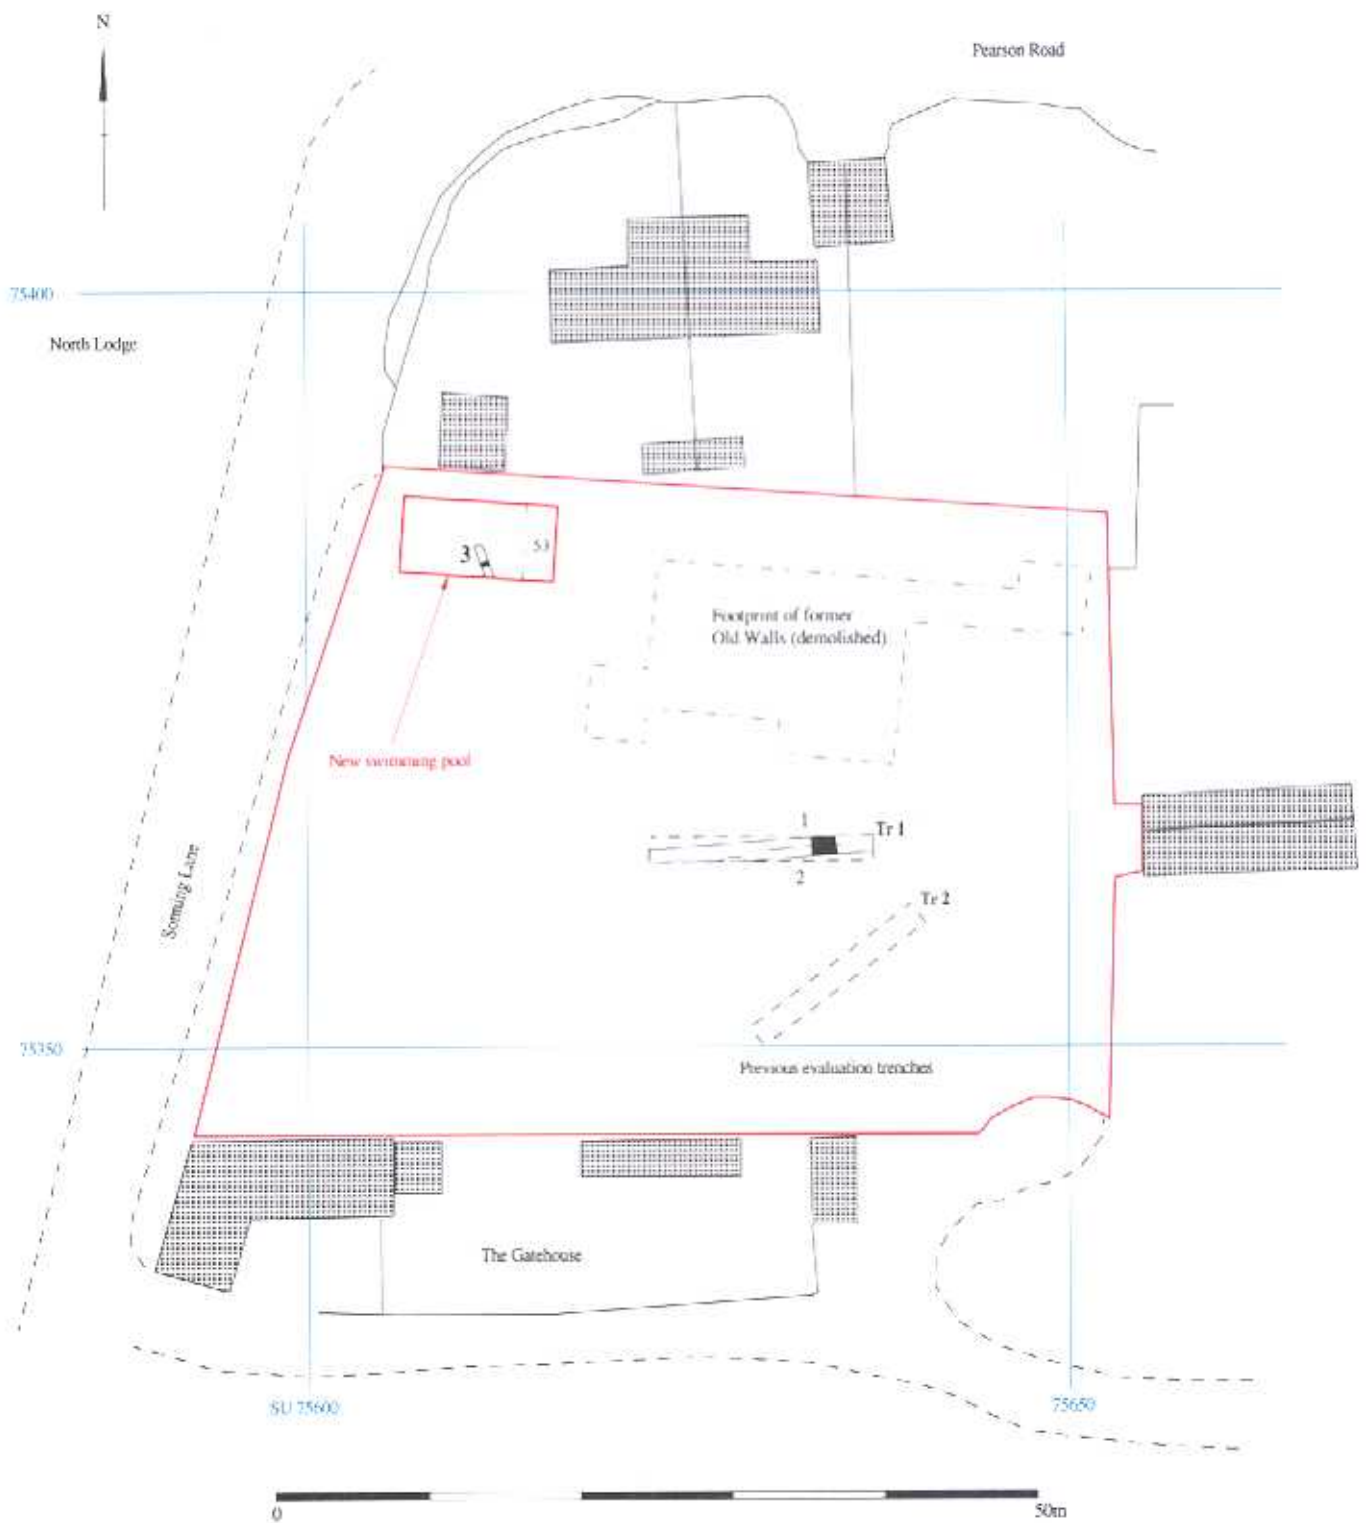 N
Pearson Road
75400
North Lodge
3
53
Footprint of former
Old Walls (demolished)
New swimming pool
1
Tr 1
2
Sonning Lane
Tr 2
75350
Previous evaluation trenches
The Gatehouse
SU 75600
75650
0
50m